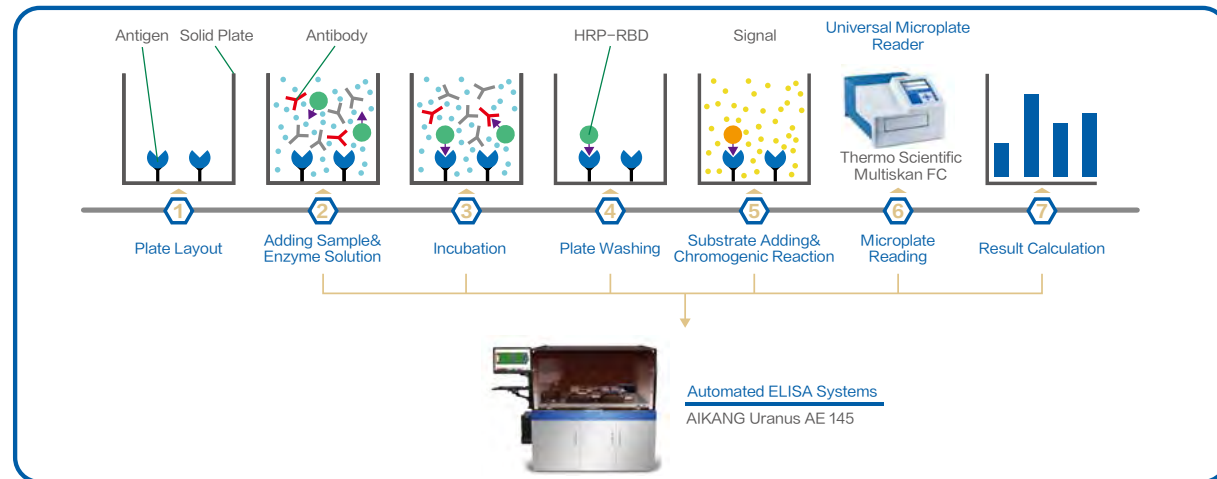 Antigen
Solid Plate
Antibody
HRP-RBD
Signal
Universal Microplate
Reader
Thermo Scientific
Multiskan FC
1
2
3
4
5
6
7
Plate Layout
Adding Sample&
Enzyme Solution
Incubation
Plate Washing
Substrate Adding&
Chromogenic Reaction
Microplate
Reading
Result Calculation
Automated ELISA Systems
AIKANG Uranus AE 145